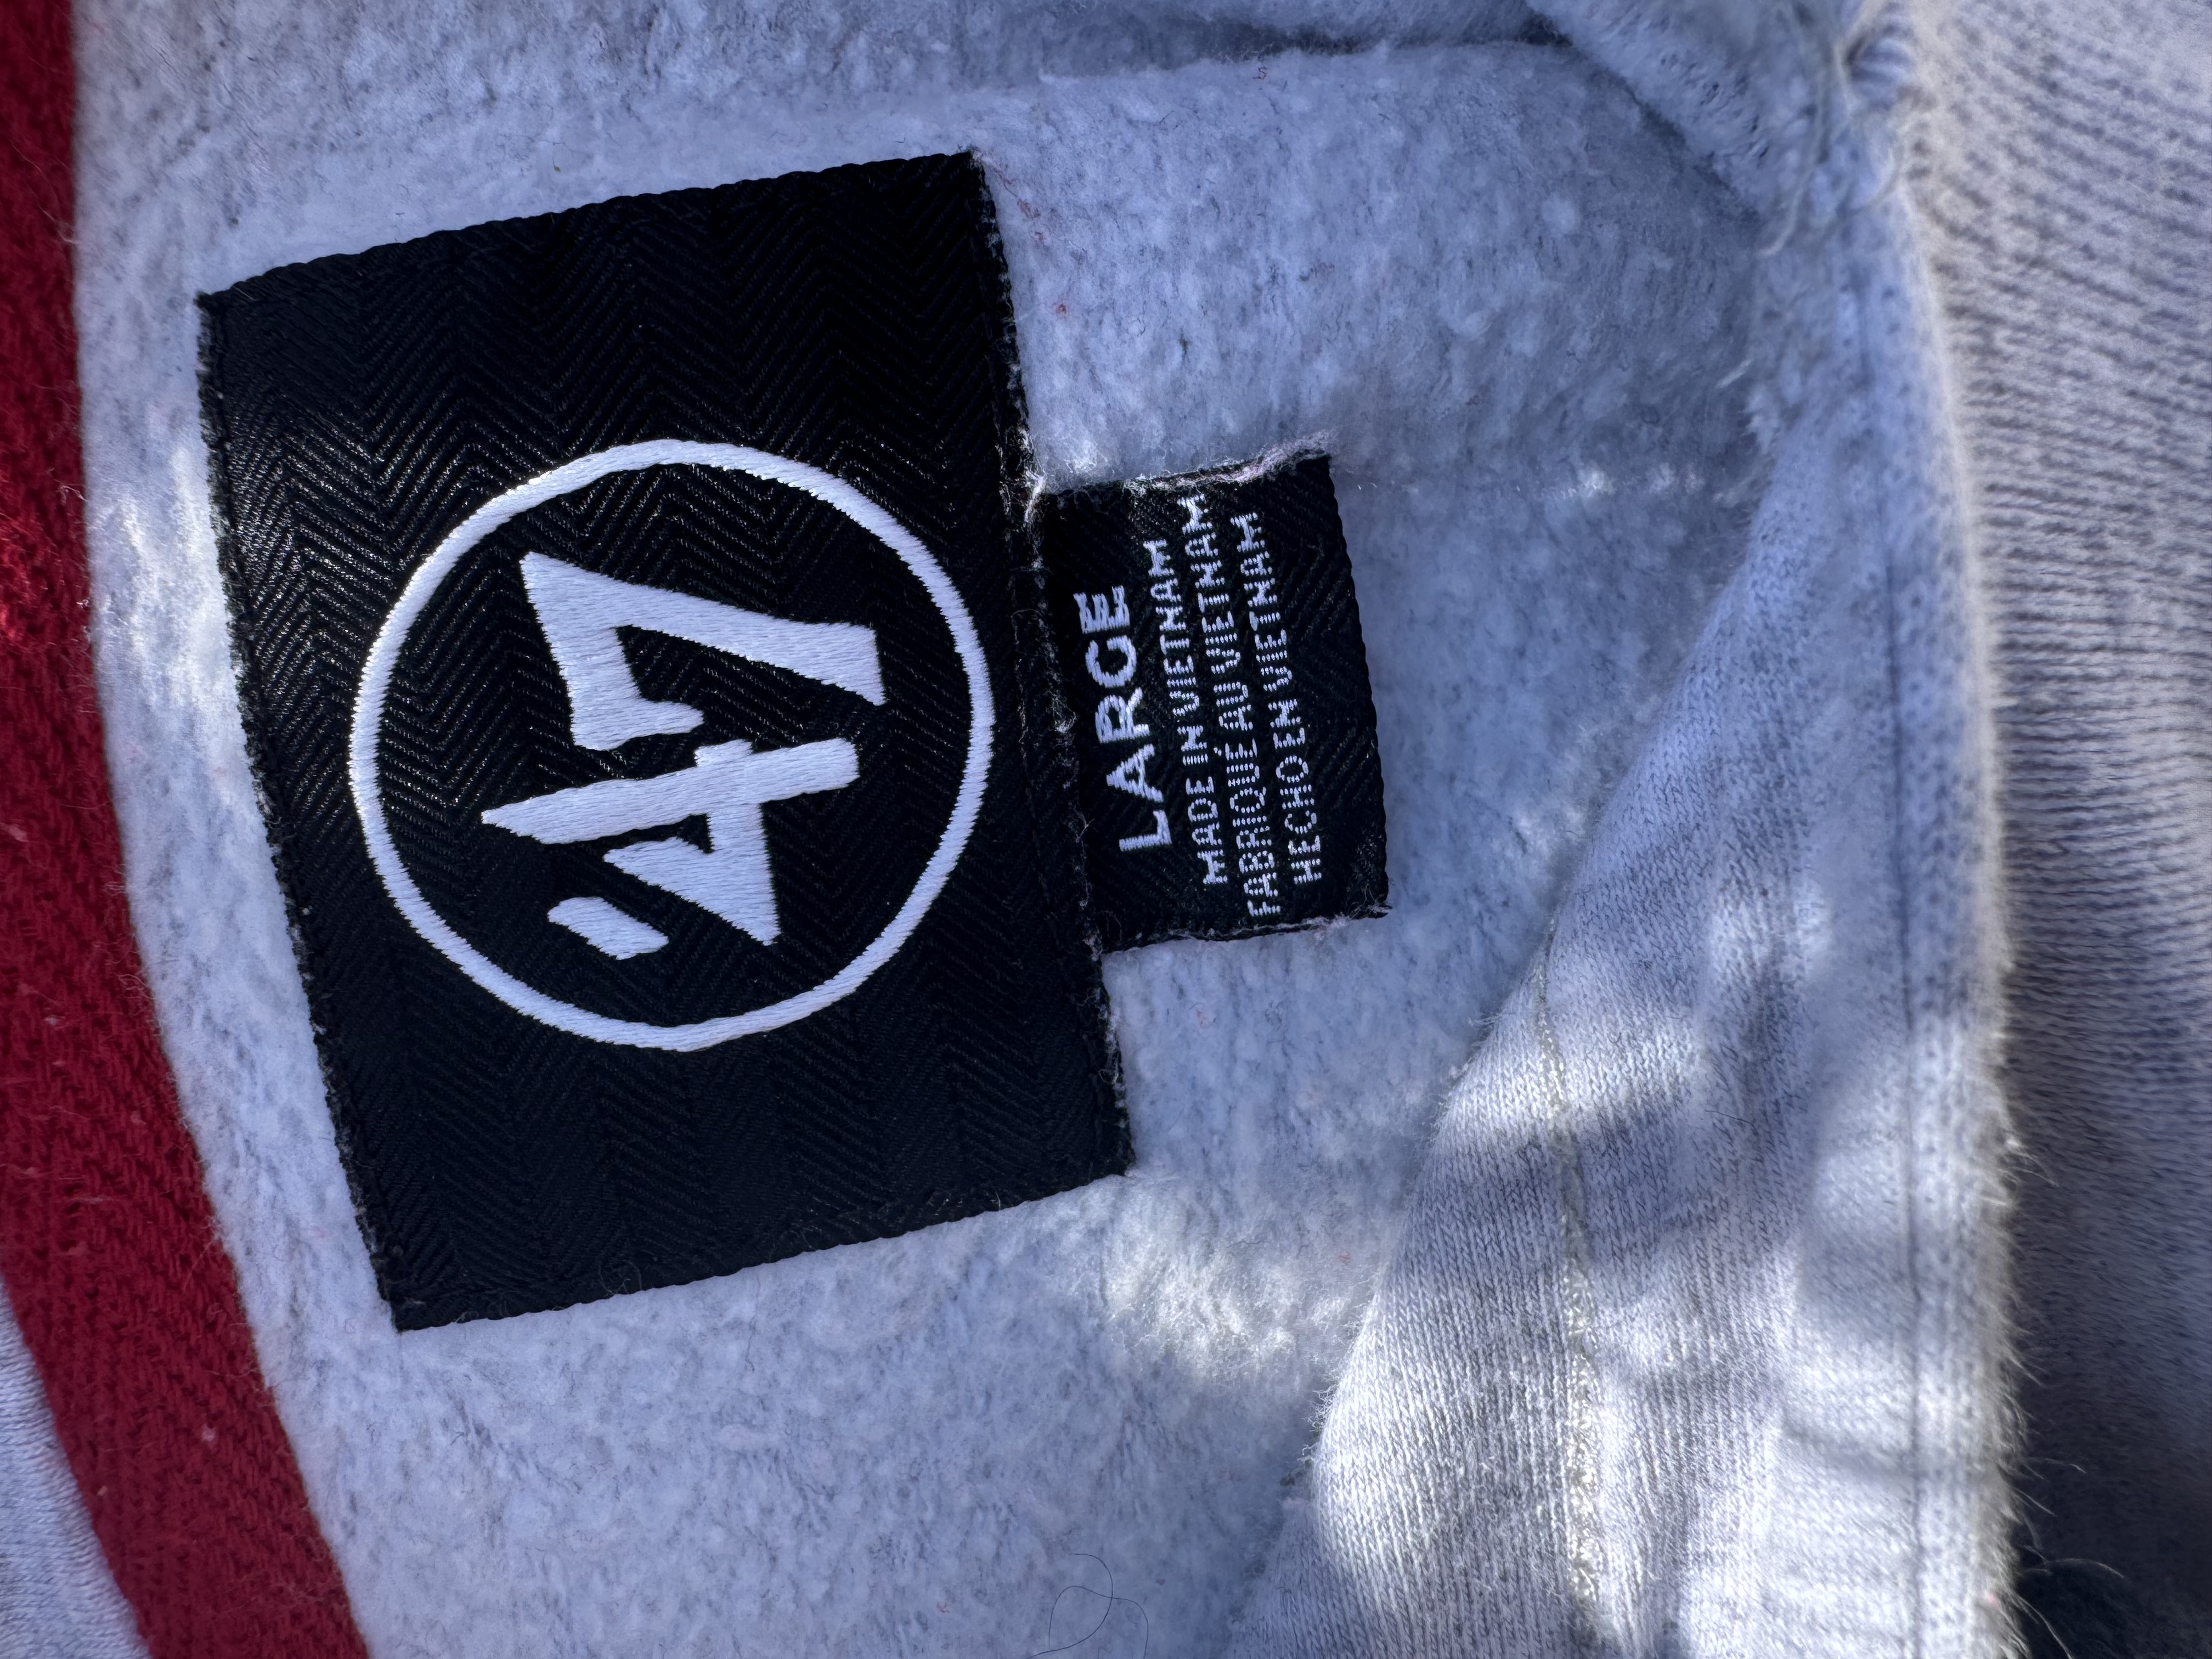 '47
LARGE
MADE IN VIETNAM
FABRIQUÉ AU VIETNAM
HECHO EN VIETNAM